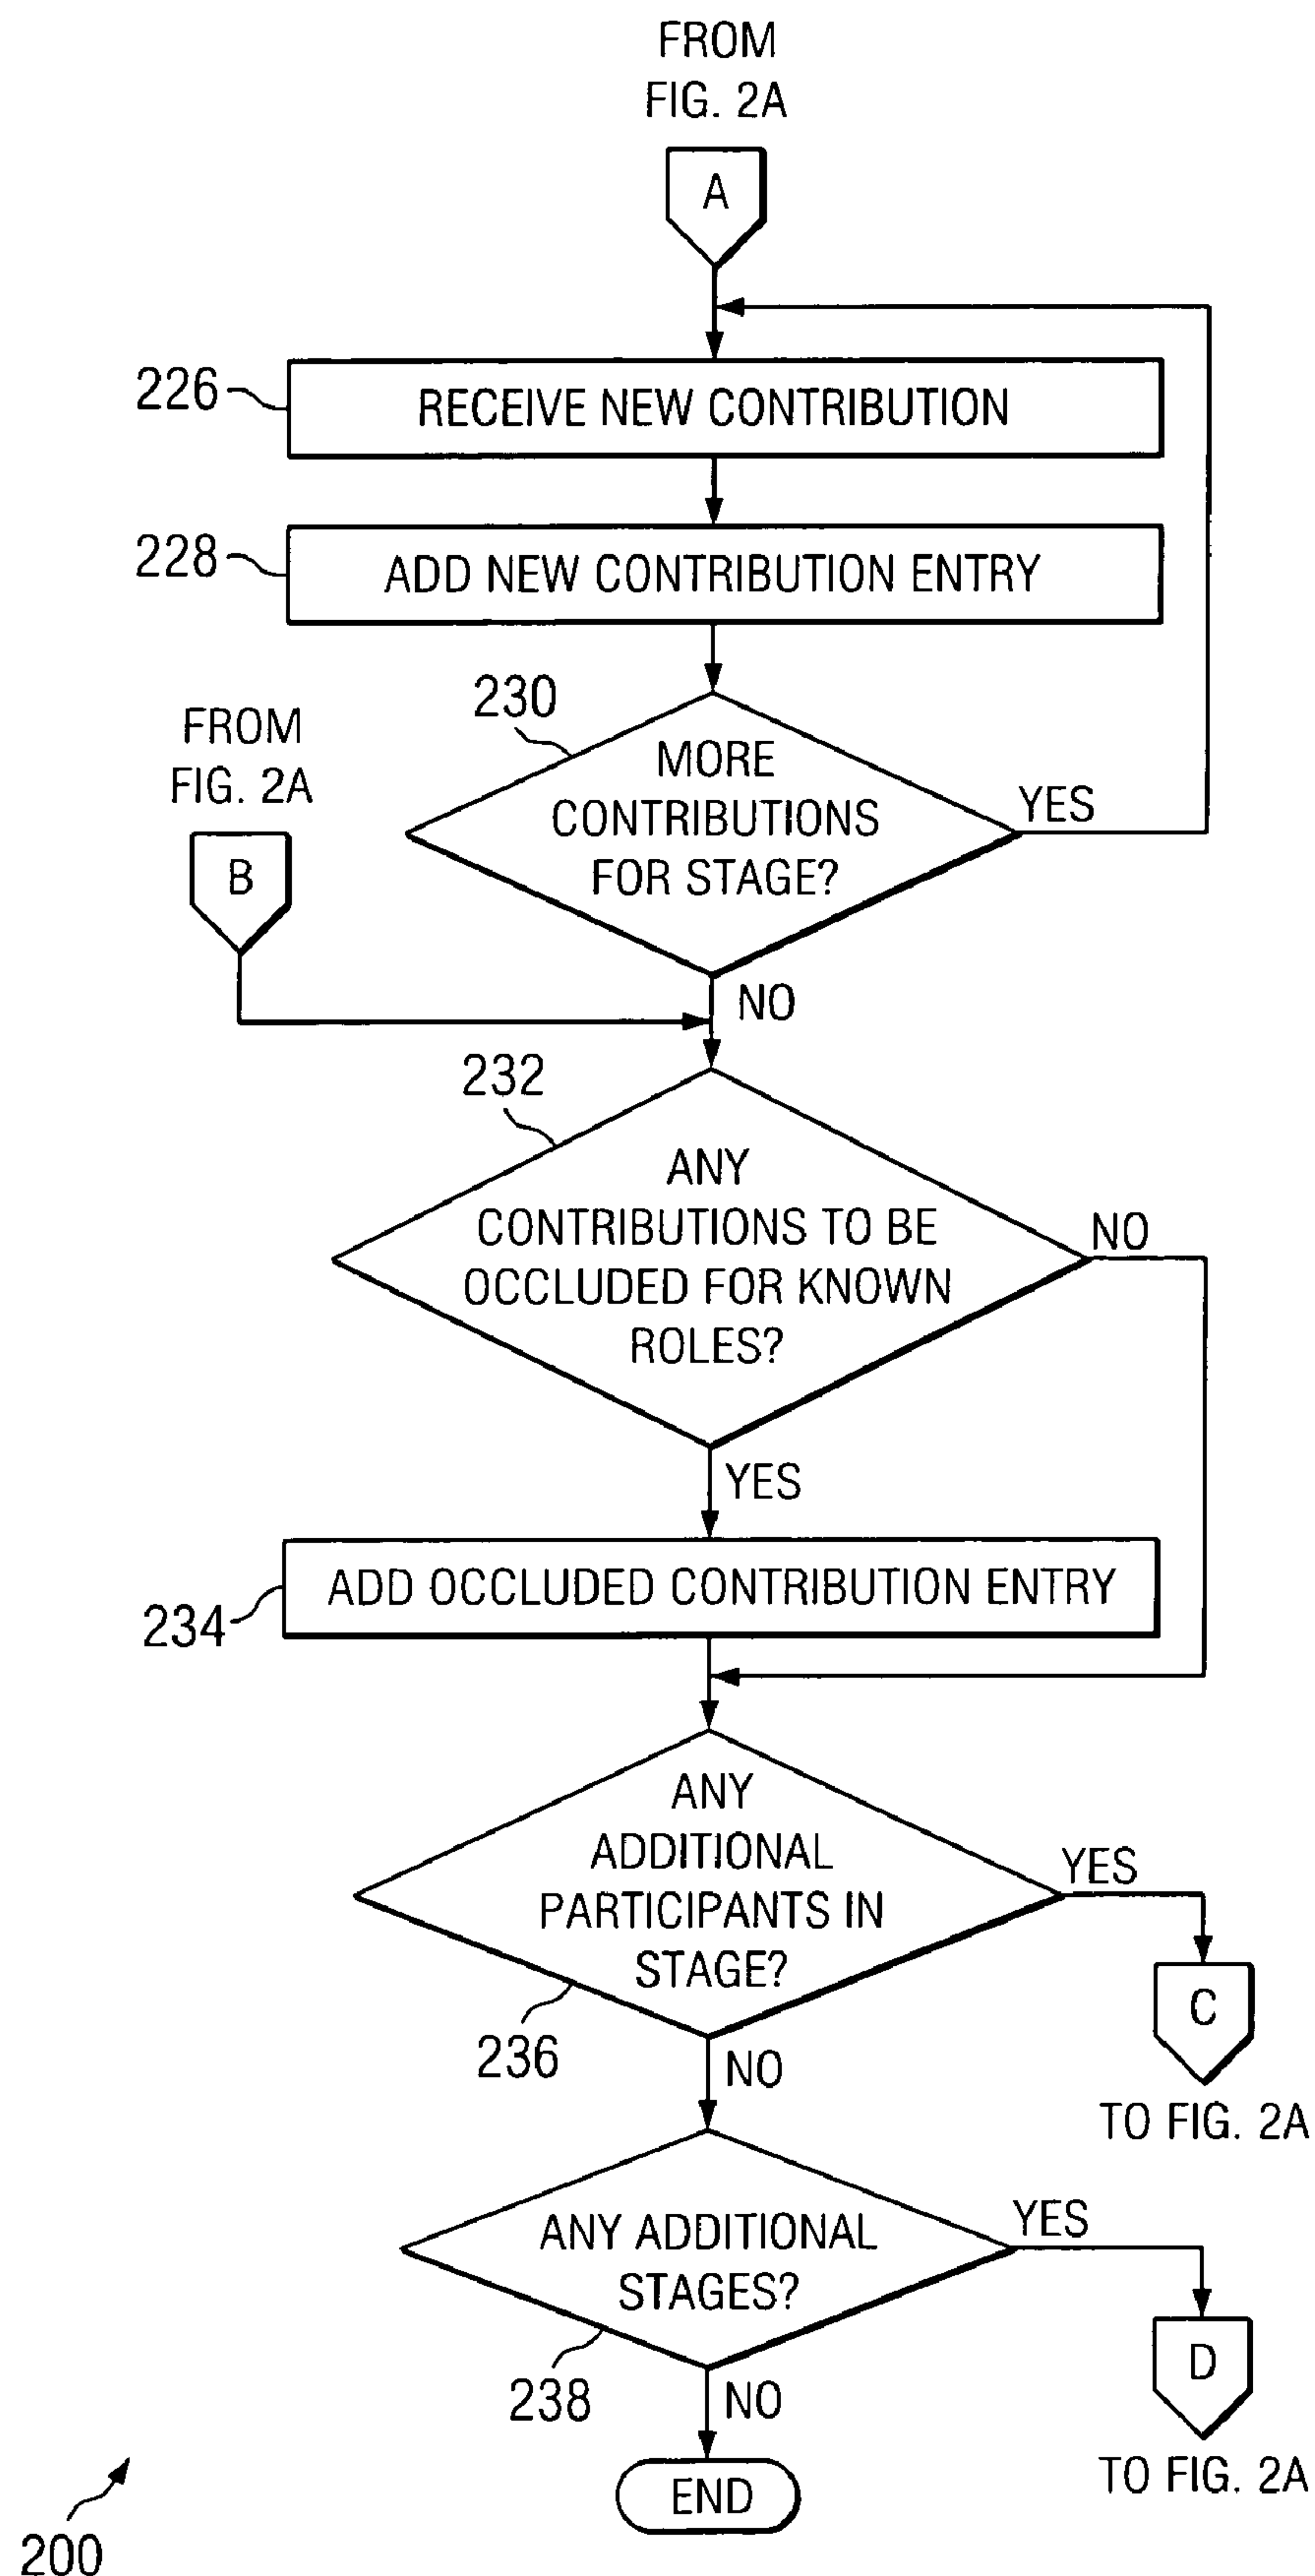 FROM
FIG. 2A
A
226
RECEIVE NEW CONTRIBUTION
228
ADD NEW CONTRIBUTION ENTRY
230
MORE
CONTRIBUTIONS
FOR STAGE?
YES
FROM
FIG. 2A
B
NO
232
ANY
CONTRIBUTIONS TO BE
OCCLUDED FOR KNOWN
ROLES?
NO
YES
ADD OCCLUDED CONTRIBUTION ENTRY
234
ANY
ADDITIONAL
PARTICIPANTS IN
STAGE?
YES
236
C
TO FIG. 2A
NO
ANY ADDITIONAL
STAGES?
YES
238
D
TO FIG. 2A
NO
END
200